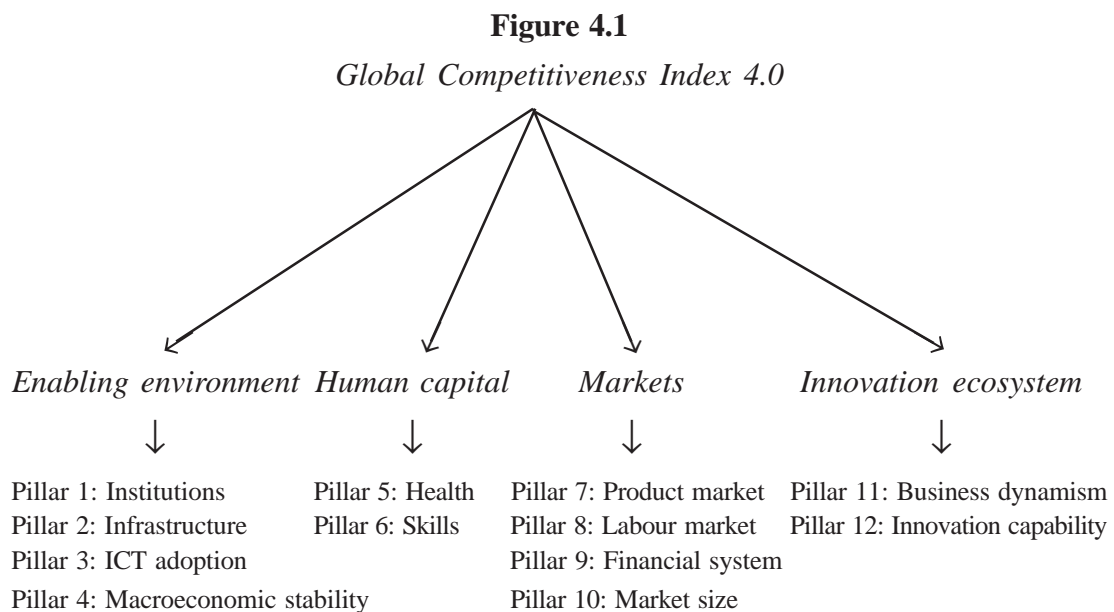 Figure 4.1
Global Competitiveness Index 4.0
Enabling environment
Human capital
Markets
Innovation ecosystem
Pillar 1: Institutions
Pillar 2: Infrastructure
Pillar 3: ICT adoption
Pillar 4: Macroeconomic stability
Pillar 5: Health
Pillar 6: Skills
Pillar 7: Product market
Pillar 8: Labour market
Pillar 9: Financial system
Pillar 10: Market size
Pillar 11: Business dynamism
Pillar 12: Innovation capability